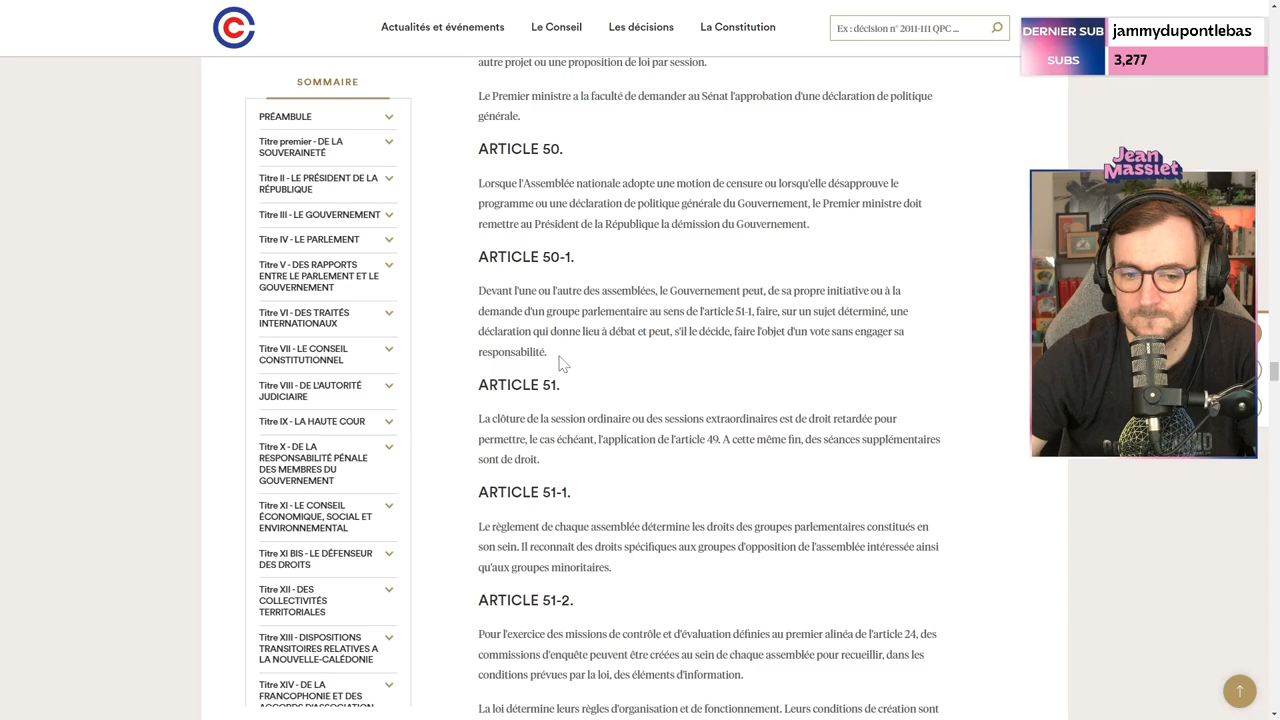 Actualités et événements
Le Conseil
Les décisions
La Constitution
Ex : décision n° 2011-111 QPC ...
DERNIER SUB
jammydupontlebas
SUBS
3,277
Jean
Massiet
SOMMAIRE
PRÉAMBULE
Titre premier - DE LA
SOUVERAINETÉ
Titre II - LE PRÉSIDENT DE LA
RÉPUBLIQUE
Titre III - LE GOUVERNEMENT
Titre IV - LE PARLEMENT
Titre V - DES RAPPORTS
ENTRE LE PARLEMENT ET LE
GOUVERNEMENT
Titre VI - DES TRAITÉS
INTERNATIONAUX
Titre VII - LE CONSEIL
CONSTITUTIONNEL
Titre VIII - DE L'AUTORITÉ
JUDICIAIRE
Titre IX - LA HAUTE COUR
Titre X - DE LA
RESPONSABILITÉ PÉNALE
DES MEMBRES DU
GOUVERNEMENT
Titre XI - LE CONSEIL
ÉCONOMIQUE, SOCIAL ET
ENVIRONNEMENTAL
Titre XI BIS - LE DÉFENSEUR
DES DROITS
Titre XII - DES
COLLECTIVITÉS
TERRITORIALES
Titre XIII - DISPOSITIONS
TRANSITOIRES RELATIVES A
LA NOUVELLE-CALÉDONIE
Titre XIV - DE LA
FRANCOPHONIE ET DES
ACCORDS D'ASSOCIATION
autre projet ou une proposition de loi par session.
Le Premier ministre a la faculté de demander au Sénat l'approbation d'une déclaration de politique
générale.
ARTICLE 50.
Lorsque l'Assemblée nationale adopte une motion de censure ou lorsqu'elle désapprouve le
programme ou une déclaration de politique générale du Gouvernement, le Premier ministre doit
remettre au Président de la République la démission du Gouvernement.
ARTICLE 50-1.
Devant l'une ou l'autre des assemblées, le Gouvernement peut, de sa propre initiative ou à la
demande d'un groupe parlementaire au sens de l'article 51-1, faire, sur un sujet déterminé, une
déclaration qui donne lieu à débat et peut, s'il le décide, faire l'objet d'un vote sans engager sa
responsabilité.
ARTICLE 51.
La clôture de la session ordinaire ou des sessions extraordinaires est de droit retardée pour
permettre, le cas échéant, l'application de l'article 49. A cette même fin, des séances supplémentaires
sont de droit.
ARTICLE 51-1.
Le règlement de chaque assemblée détermine les droits des groupes parlementaires constitués en
son sein. Il reconnaît des droits spécifiques aux groupes d'opposition de l'assemblée intéressée ainsi
qu'aux groupes minoritaires.
ARTICLE 51-2.
Pour l'exercice des missions de contrôle et d'évaluation définies au premier alinéa de l'article 24, des
commissions d'enquête peuvent être créées au sein de chaque assemblée pour recueillir, dans les
conditions prévues par la loi, des éléments d'information.
La loi détermine leurs règles d'organisation et de fonctionnement. Leurs conditions de création sont